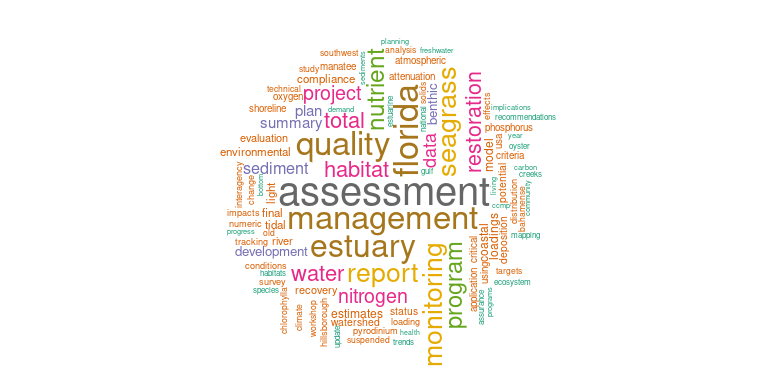 planning
southwest
analysis
freshwater
atmospheric
study
manatee
sediments
nutrient
compliance
attenuation
technical
oxygen
project
florida
solids
benthic
seagrass
restoration
effects
shoreline
demand
estuarine
plan
total
national
implications
recommendations
summary
phosphorus
evaluation
quality
data
model
usa
year
oyster
environmental
criteria
interagency
sediment
habitat
gulf
potential
carbon
creeks
bottom
change
light
assessment
living
distribution
bahamense
community
impacts
final
management
comp
numeric
tidal
progress
old
coastal
loadings
deposition
mapping
tracking
river
estuary
development
critical
conditions
habitats
water
report
monitoring
program
application
using
targets
survey
ecosystem
species
recovery
nitrogen
assurance
programs
chlorophylla
climate
workshop
hillsborough
estimates
status
watershed
loading
update
pyrodinium
health
suspended
trends